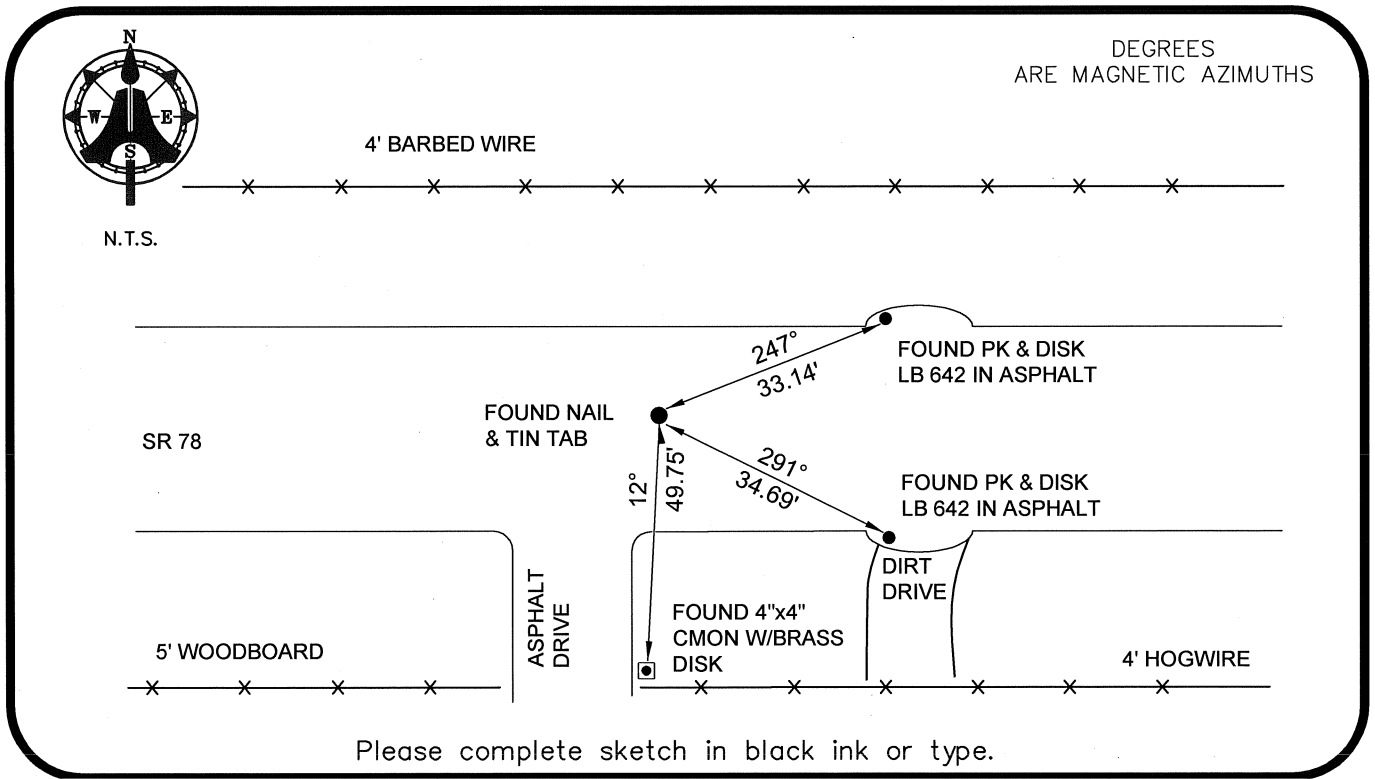 N
W E
S
N.T.S.
DEGREES
ARE MAGNETIC AZIMUTHS
4' BARBED WIRE
247°
33.14'
FOUND PK & DISK
LB 642 IN ASPHALT
FOUND NAIL
& TIN TAB
SR 78
12°
49.75'
291°
34.69'
FOUND PK & DISK
LB 642 IN ASPHALT
DIRT
DRIVE
ASPHALT
DRIVE
FOUND 4"x4"
CMON W/BRASS
DISK
5' WOODBOARD
4' HOGWIRE
Please complete sketch in black ink or type.